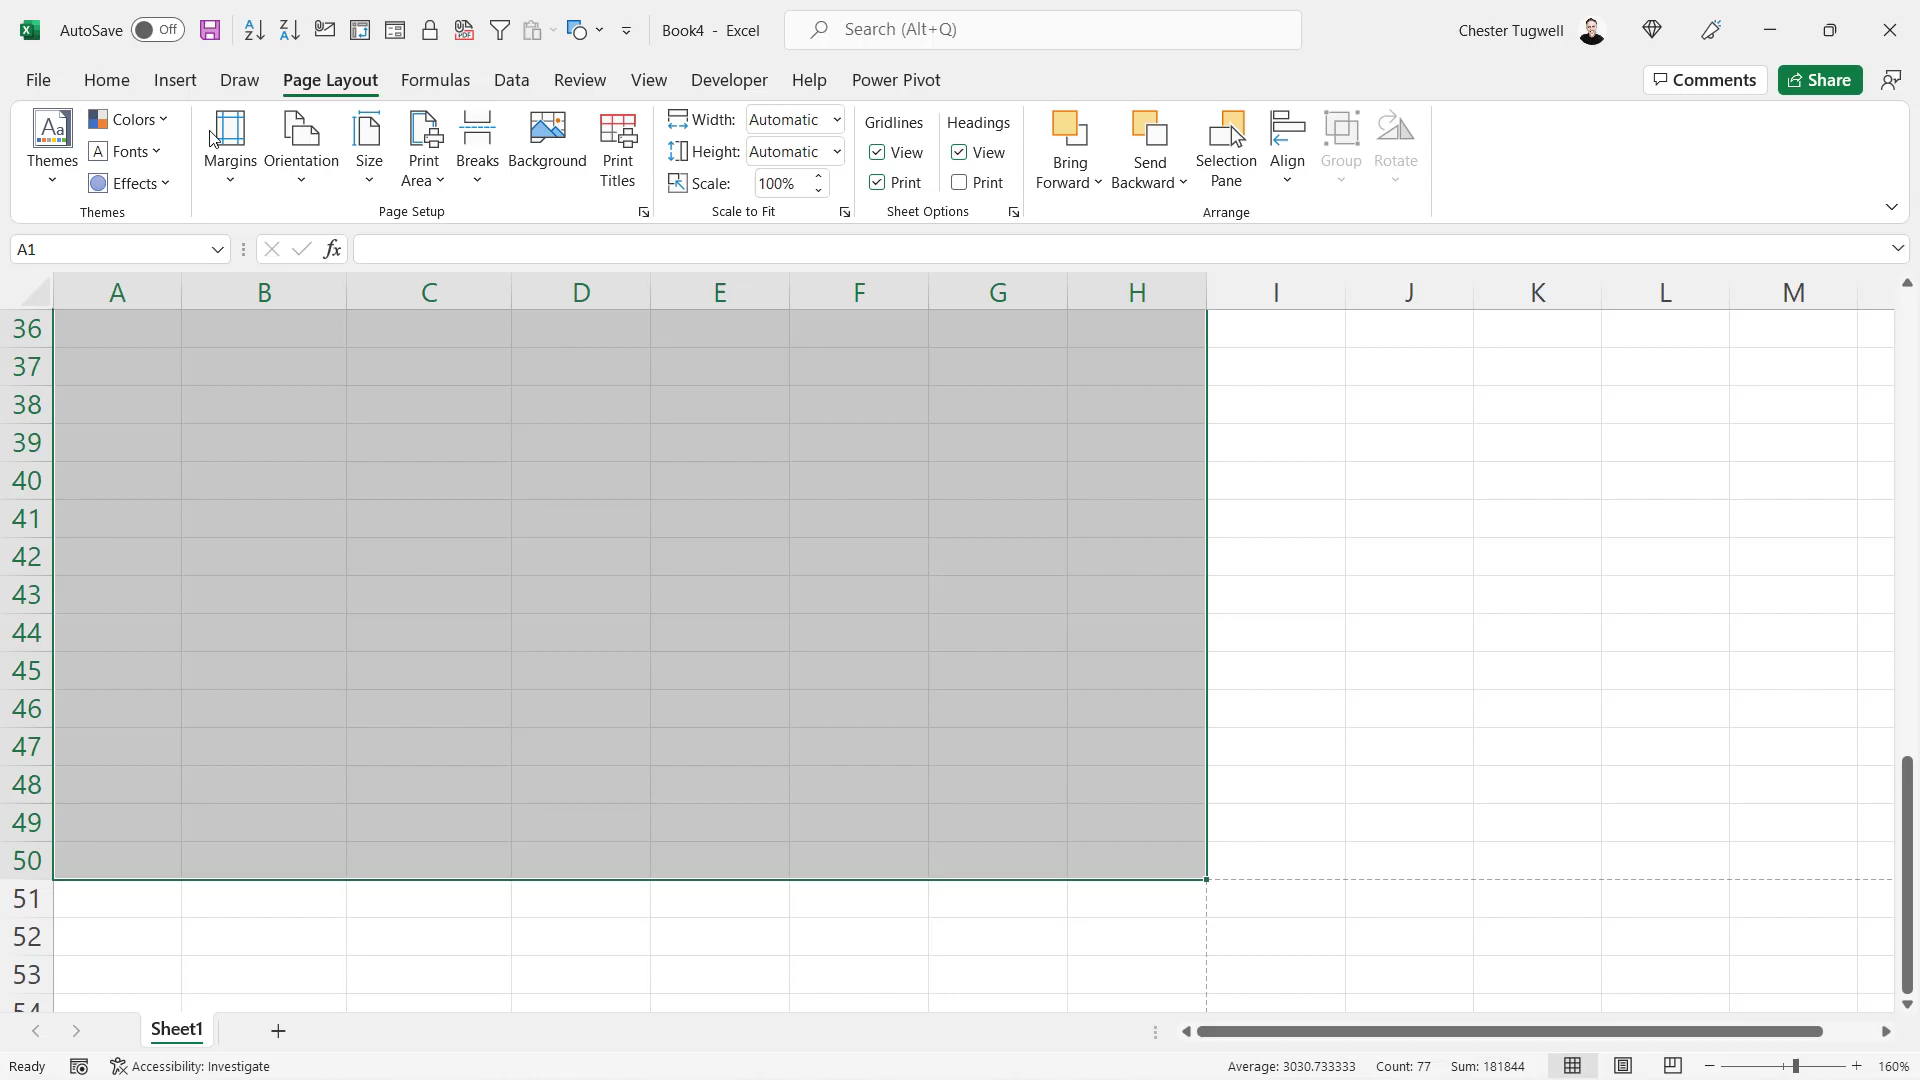 AutoSave Off Book4 - Excel Search (Alt+Q) Chester Tugwell
File Home Insert Draw Page Layout Formulas Data Review View Developer Help Power Pivot Comments Share
Themes
Colors
Fonts
Effects
Themes
Margins
Orientation
Size
Print
Area
Breaks
Background
Print
Titles
Page Setup
Width: Automatic
Height: Automatic
Scale: 100%
Scale to Fit
Gridlines
View
Print
Headings
View
Print
Sheet Options
Bring
Forward
Send
Backward
Selection
Pane
Align
Group
Rotate
Arrange
A1 fx
A B C D E F G H I J K L M
36
37
38
39
40
41
42
43
44
45
46
47
48
49
50
51
52
53
54
Sheet1
Ready Accessibility: Investigate Average: 3030.733333 Count: 77 Sum: 181844 160%